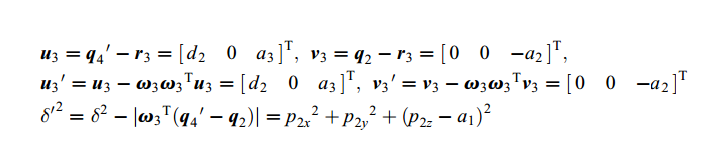 u₃ = q₄′ − r₃ = [d₂ 0 a₃]ᵀ, v₃ = q₂ − r₃ = [0 0 −a₂]ᵀ,
u₃′ = u₃ − ω₃ω₃ᵀu₃ = [d₂ 0 a₃]ᵀ, v₃′ = v₃ − ω₃ω₃ᵀv₃ = [0 0 −a₂]ᵀ
δ′² = δ² − |ω₃ᵀ(q₄′ − q₂)| = p₂ₓ² + p₂ᵧ² + (p₂z − a₁)²